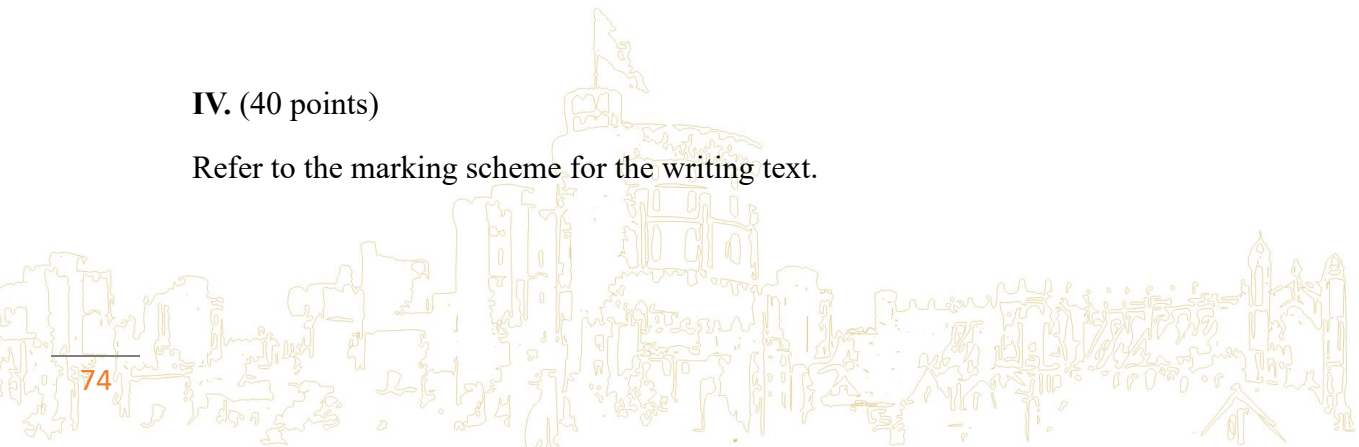 IV. (40 points)
Refer to the marking scheme for the writing text.
74